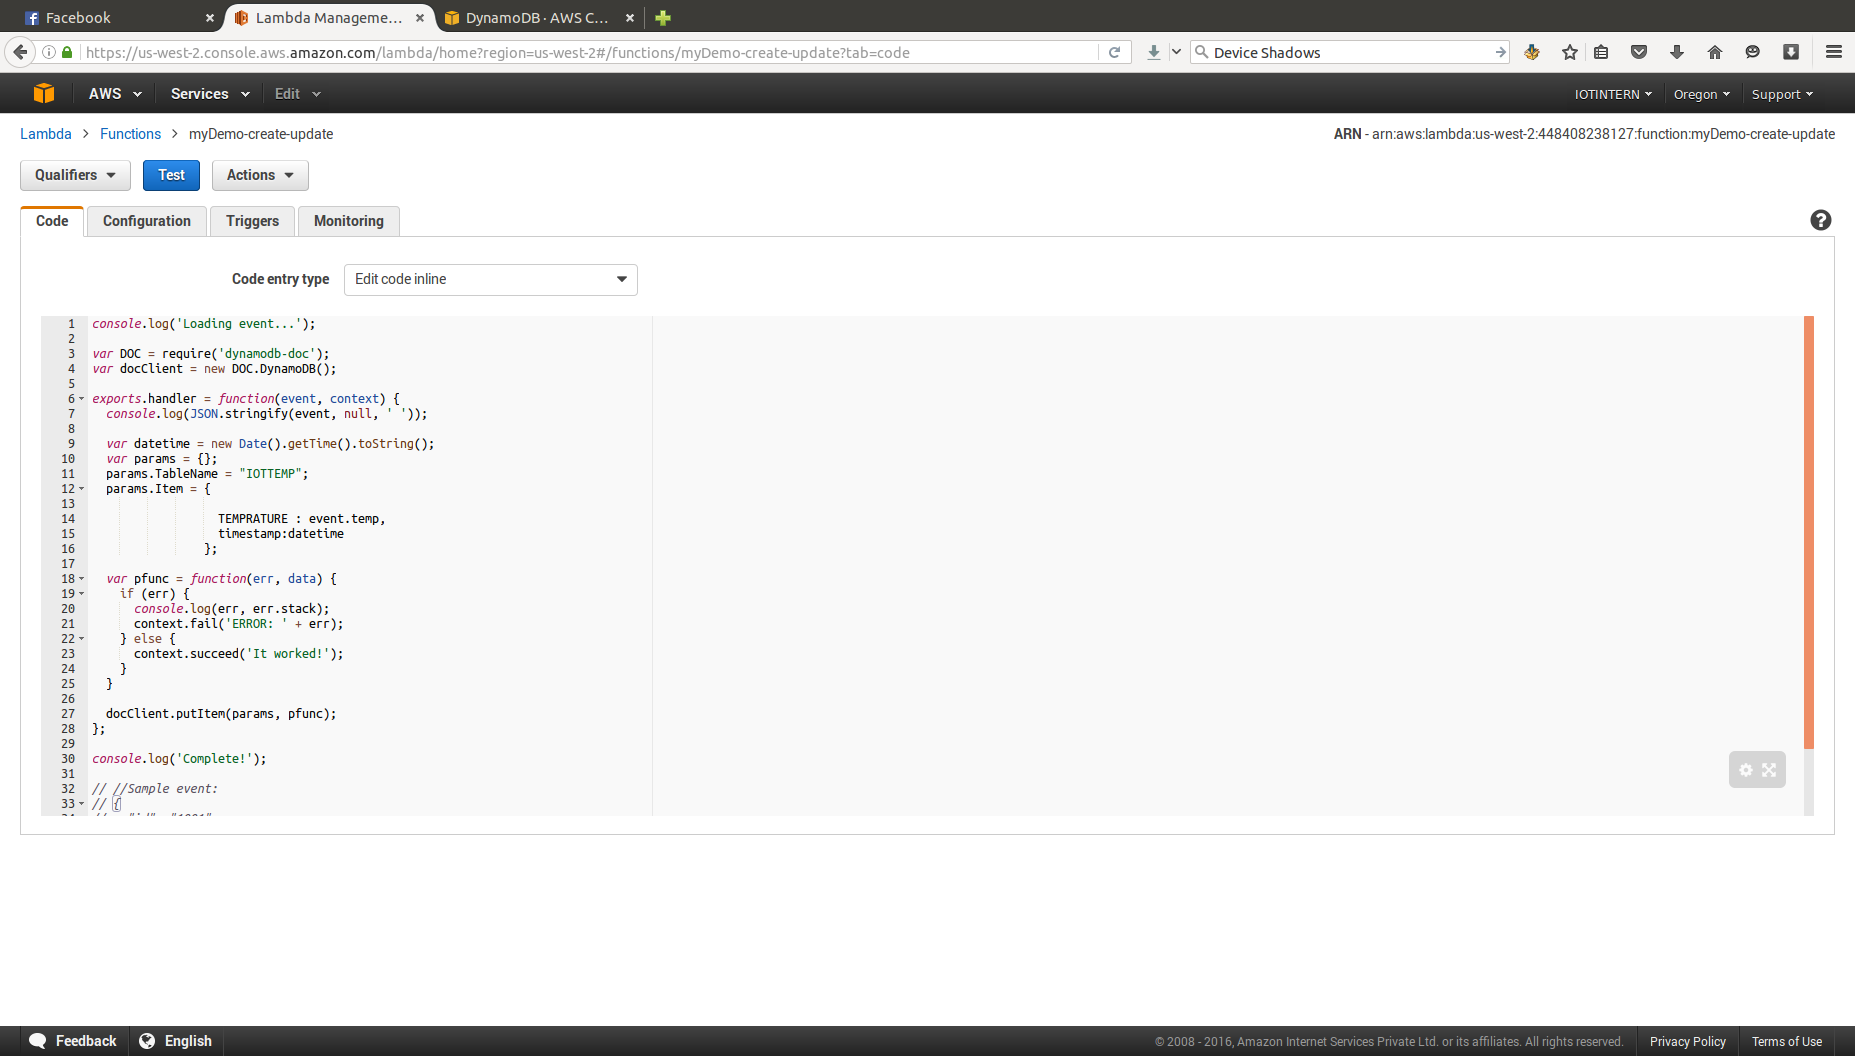 Facebook
Lambda Manageme...
DynamoDB · AWS C...
https://us-west-2.console.aws.amazon.com/lambda/home?region=us-west-2#/functions/myDemo-create-update?tab=code
Device Shadows
AWS
Services
Edit
IOTINTERN
Oregon
Support
Lambda > Functions > myDemo-create-update
ARN - arn:aws:lambda:us-west-2:448408238127:function:myDemo-create-update
Qualifiers
Test
Actions
Code
Configuration
Triggers
Monitoring
?
Code entry type
Edit code inline
1 console.log('Loading event...');
2
3 var DOC = require('dynamodb-doc');
4 var docClient = new DOC.DynamoDB();
5
6 exports.handler = function(event, context) {
7 console.log(JSON.stringify(event, null, ' '));
8
9 var datetime = new Date().getTime().toString();
10 var params = {};
11 params.TableName = "IOTTEMP";
12 params.Item = {
13
14 TEMPRATURE : event.temp,
15 timestamp:datetime
16 };
17
18 var pfunc = function(err, data) {
19 if (err) {
20 console.log(err, err.stack);
21 context.fail('ERROR: ' + err);
22 } else {
23 context.succeed('It worked!');
24 }
25 }
26
27 docClient.putItem(params, pfunc);
28 };
29
30 console.log('Complete!');
31
32 // //Sample event:
33 // {
Feedback
English
© 2008 - 2016, Amazon Internet Services Private Ltd. or its affiliates. All rights reserved.
Privacy Policy
Terms of Use